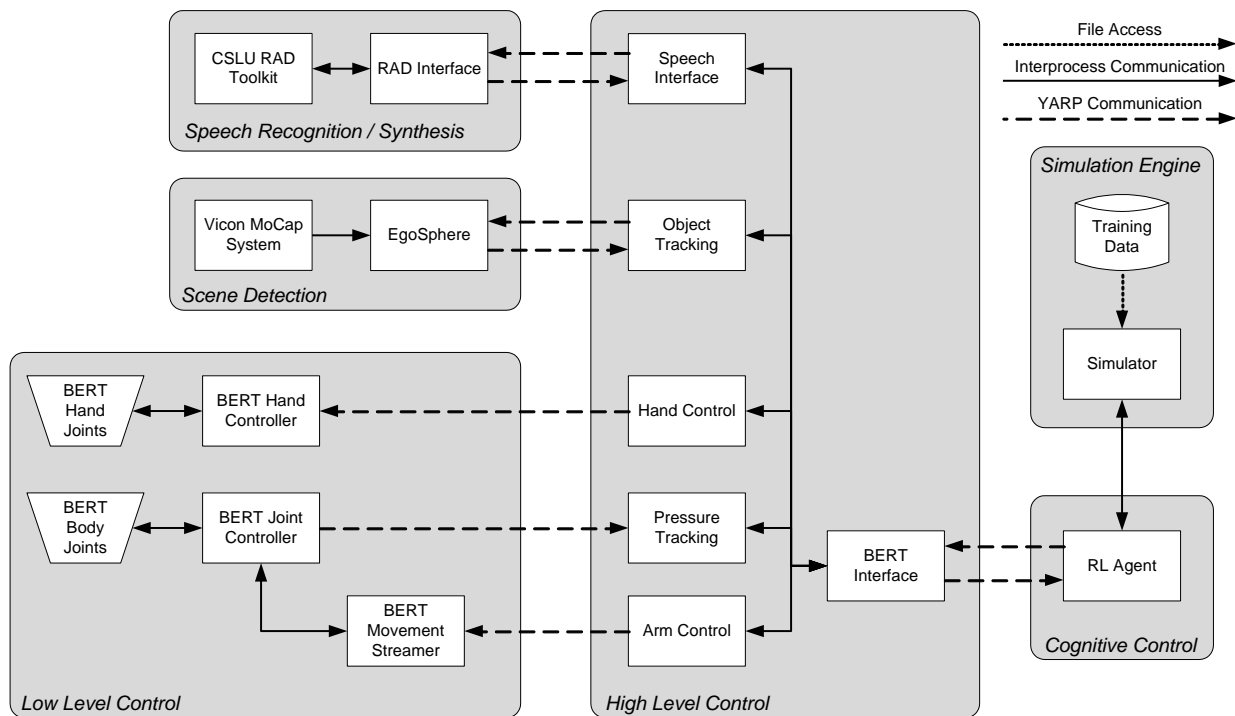 CSLU RAD
Toolkit
RAD Interface
Speech Recognition / Synthesis
Speech
Interface
File Access
Interprocess Communication
YARP Communication
Vicon MoCap
System
EgoSphere
Scene Detection
Object
Tracking
Simulation Engine
Training
Data
Simulator
BERT
Hand
Joints
BERT Hand
Controller
Hand Control
BERT
Body
Joints
BERT Joint
Controller
Pressure
Tracking
BERT
Movement
Streamer
Arm Control
BERT
Interface
RL Agent
Low Level Control
High Level Control
Cognitive Control